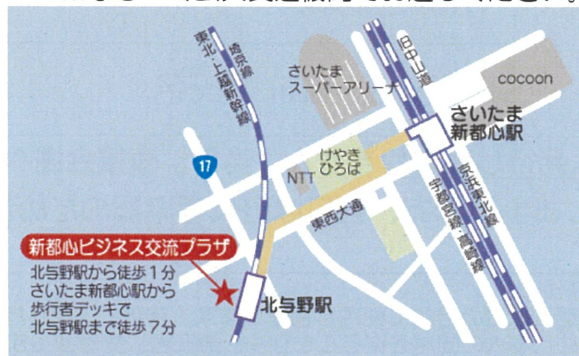 東北・上越新幹線
埼京線
さいたま
スーパーアリーナ
旧中山道
cocoon
さいたま
新都心駅
けやき
ひろば
NTT
17
東西大通
宇都宮線・高崎線
京浜東北線
新都心ビジネス交流プラザ
北与野駅から徒歩1分
さいたま新都心駅から
歩行者デッキで
北与野駅まで徒歩7分
北与野駅